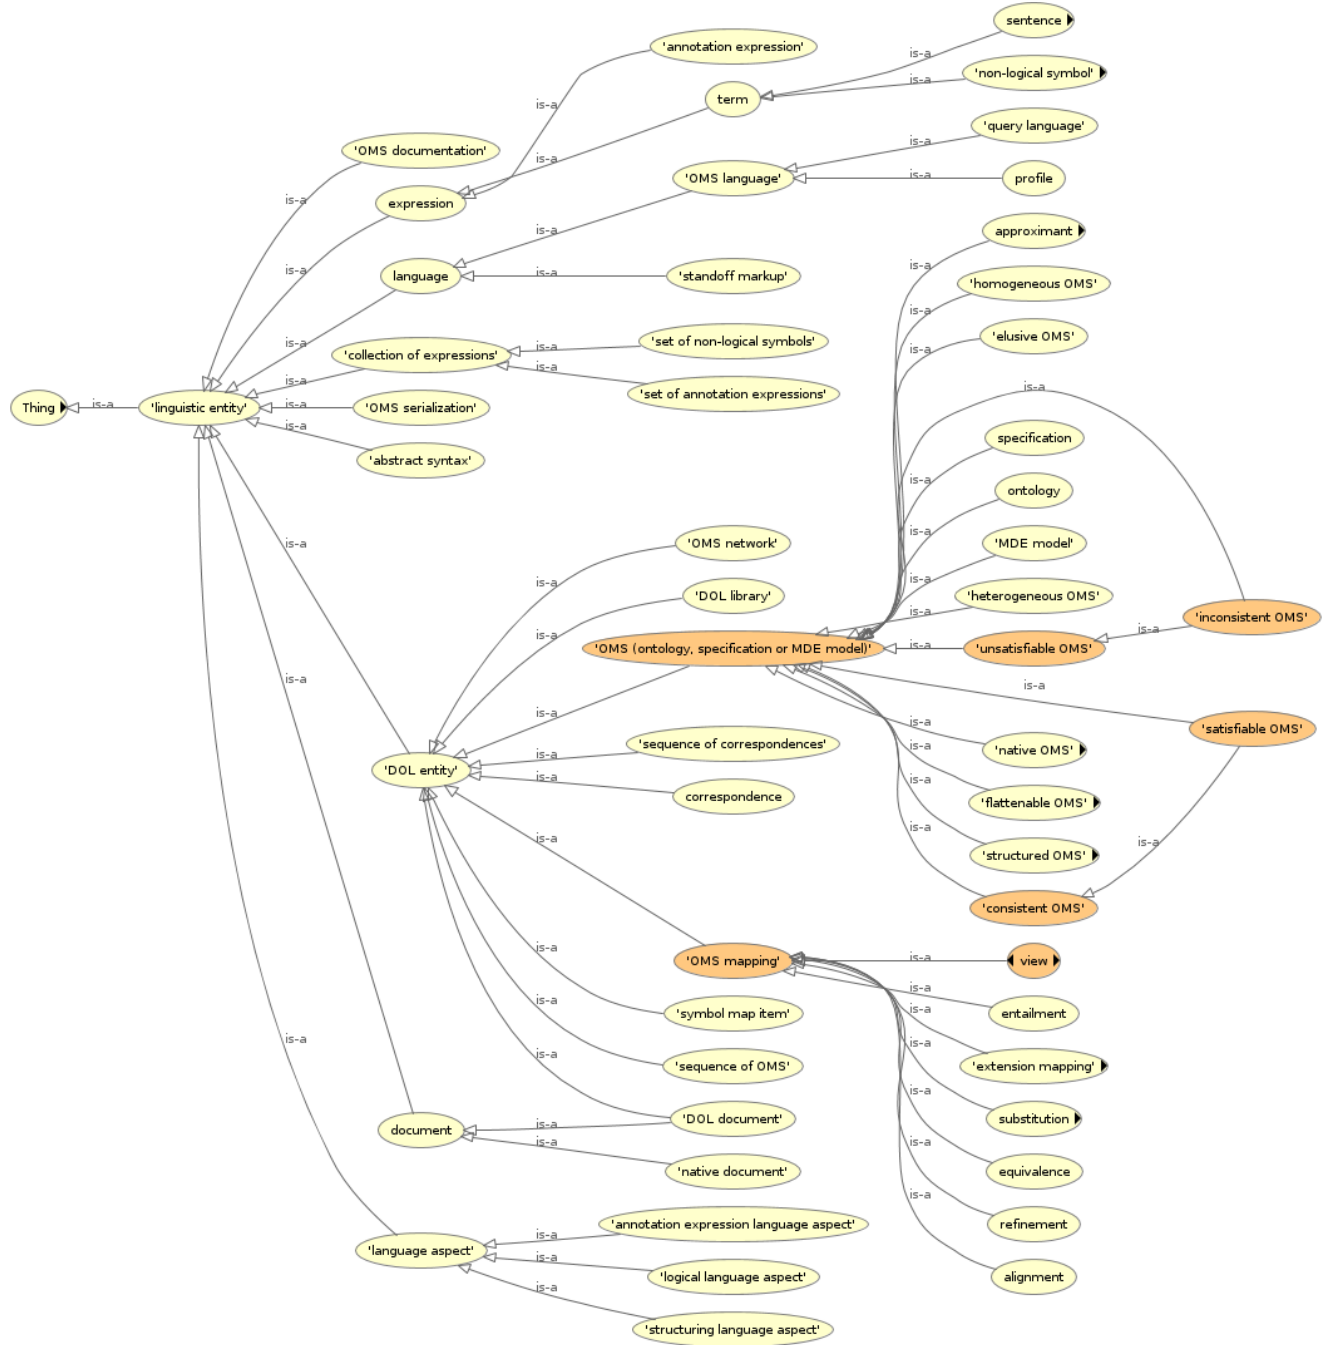 sentence
'annotation expression'
is-a
'non-logical symbol'
is-a
term
is-a
'query language'
'OMS documentation'
is-a
'OMS language'
is-a
profile
expression
is-a
is-a
approximant
is-a
language
is-a
'standoff markup'
is-a
'homogeneous OMS'
is-a
is-a
'elusive OMS'
is-a
'set of non-logical symbols'
is-a
'collection of expressions'
is-a
is-a
'set of annotation expressions'
is-a
Thing
is-a
'linguistic entity'
is-a
'OMS serialization'
is-a
'abstract syntax'
specification
is-a
ontology
is-a
is-a
'OMS network'
'MDE model'
is-a
is-a
'DOL library'
'heterogeneous OMS'
is-a
'inconsistent OMS'
is-a
is-a
'OMS (ontology, specification or MDE model)'
is-a
'unsatisfiable OMS'
is-a
is-a
is-a
is-a
'satisfiable OMS'
'sequence of correspondences'
is-a
'native OMS'
is-a
'DOL entity'
is-a
correspondence
'flattenable OMS'
is-a
is-a
is-a
'structured OMS'
'consistent OMS'
is-a
'OMS mapping'
is-a
view
is-a
is-a
'symbol map item'
is-a
entailment
is-a
is-a
is-a
'sequence of OMS'
'extension mapping'
'DOL document'
substitution
document
is-a
is-a
is-a
'native document'
equivalence
is-a
'annotation expression language aspect'
refinement
is-a
'language aspect'
is-a
'logical language aspect'
alignment
is-a
'structuring language aspect'